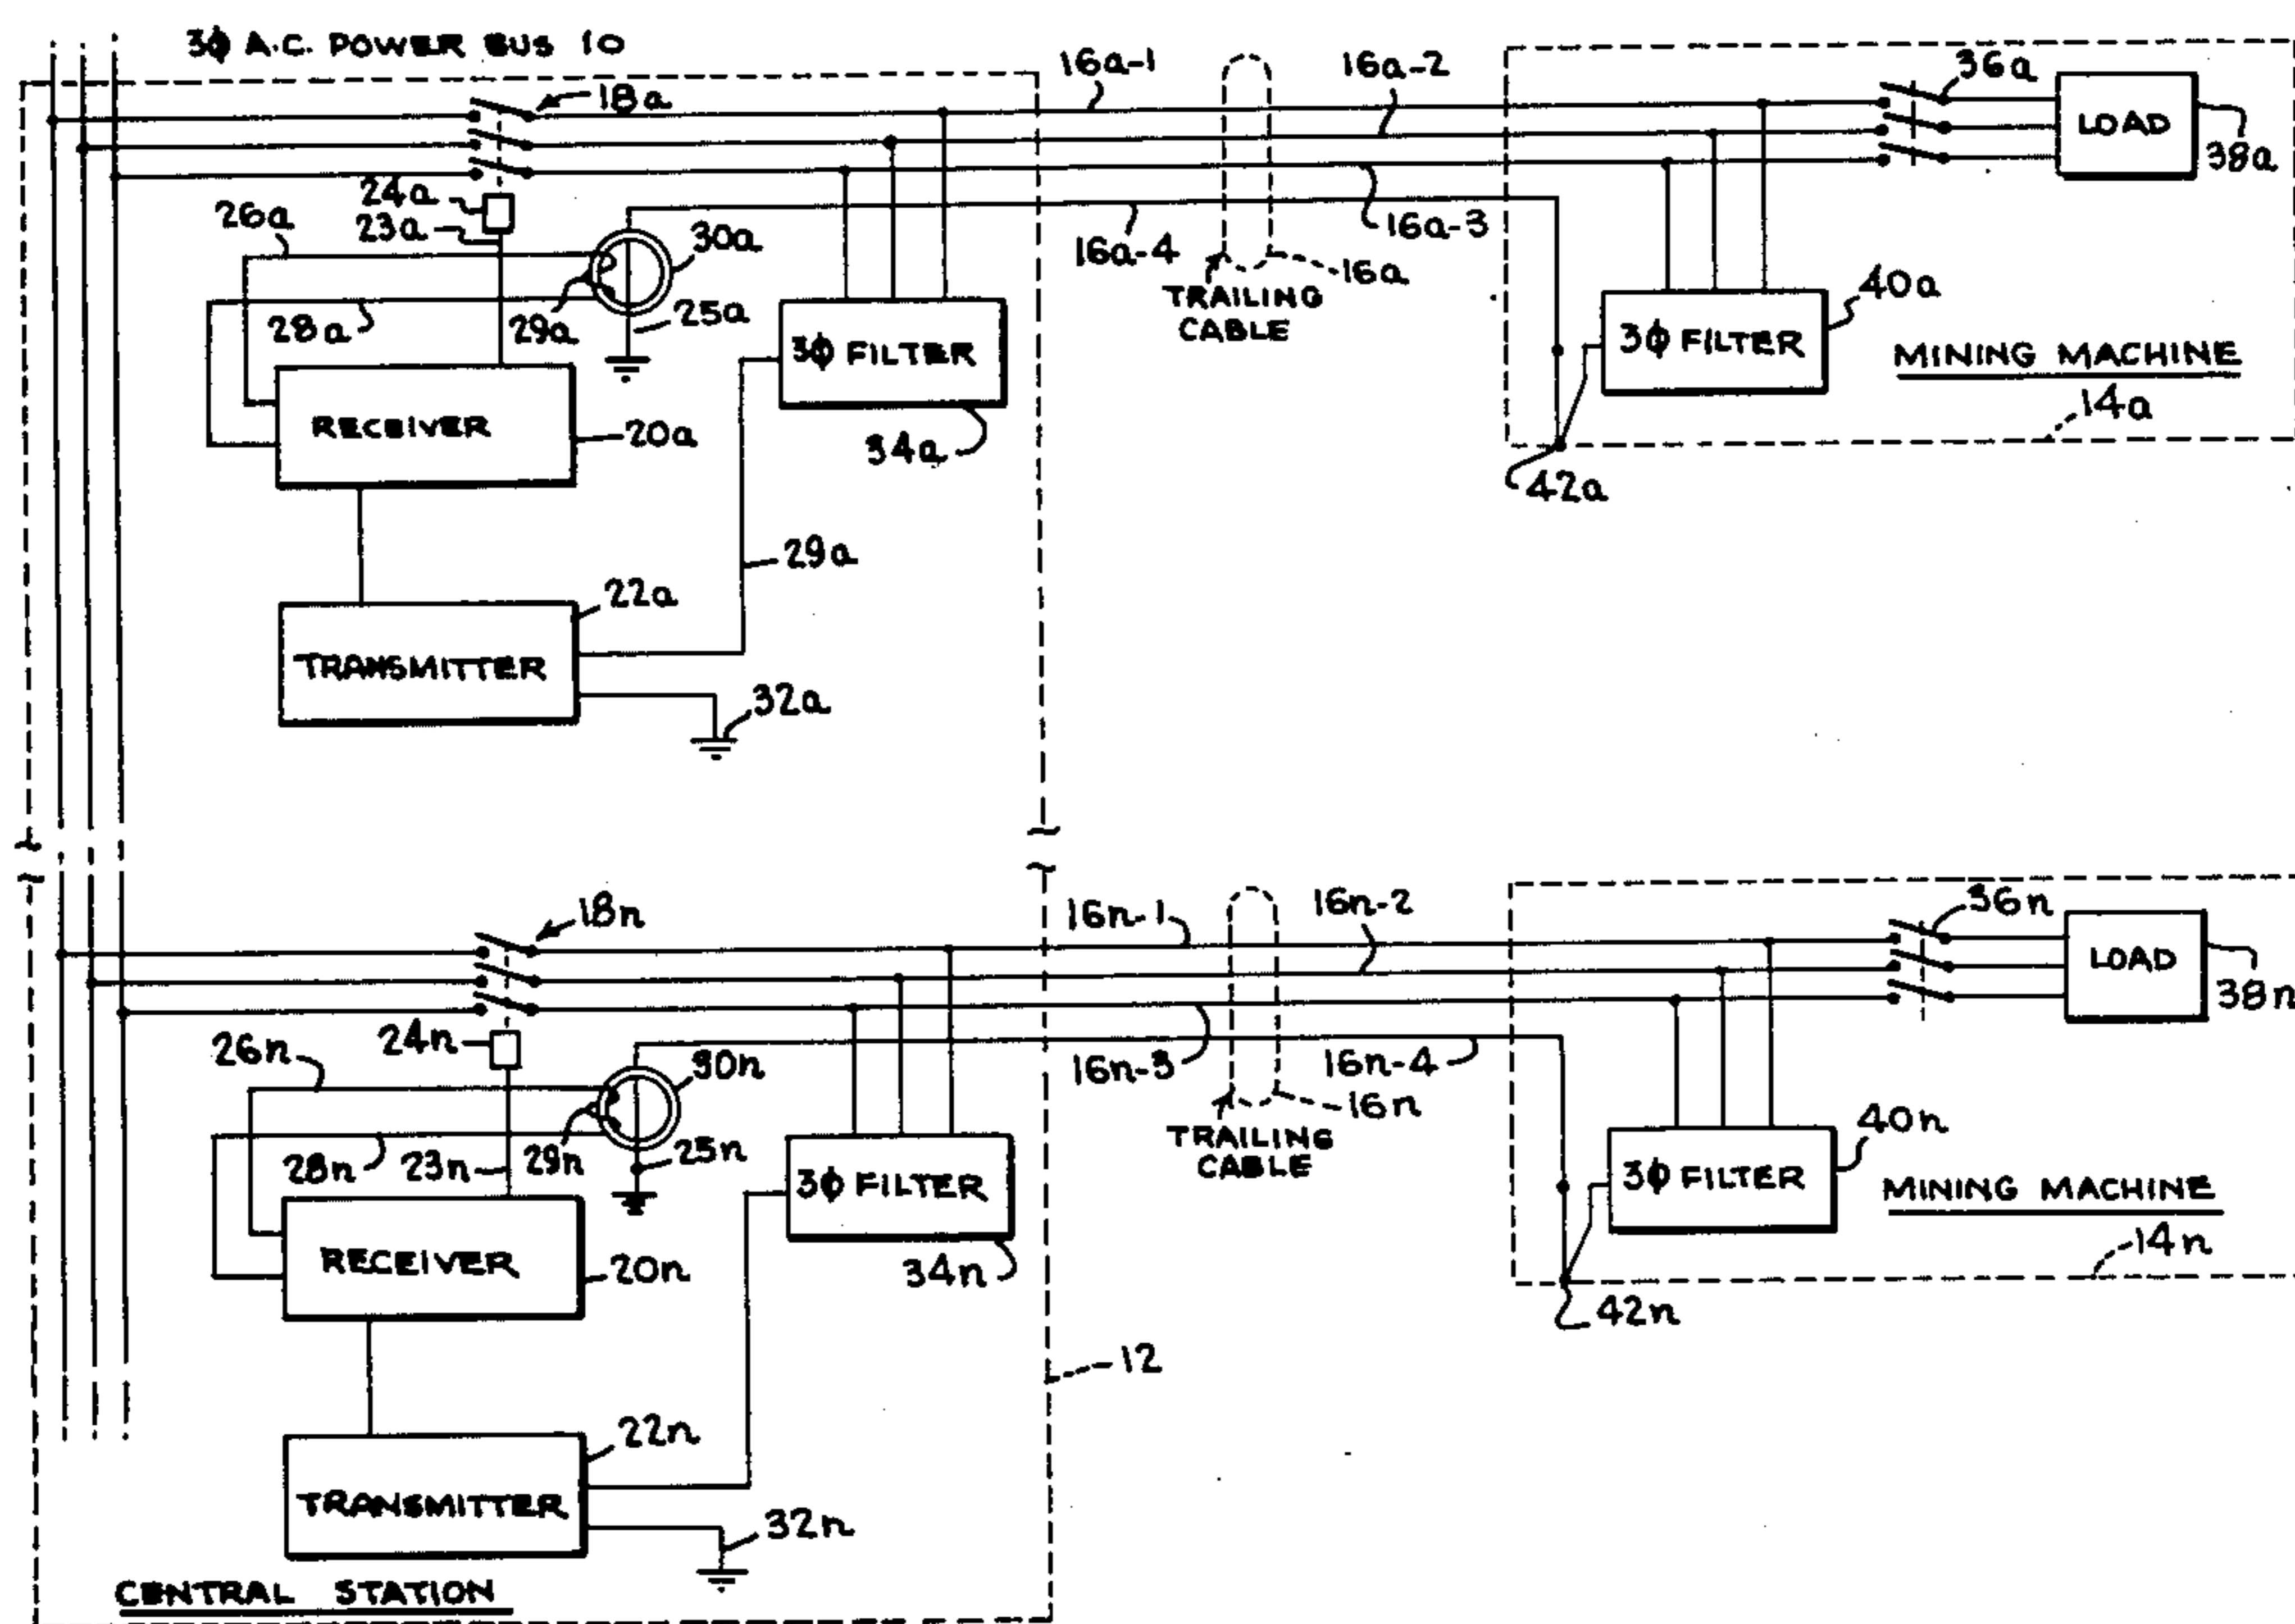 3ϕ A.C. POWER BUS 10
16a-1
16a-2
36a
18a
LOAD
38a
24a
23a
26a
30a
16a-4
16a-3
16a
TRAILING
CABLE
28a
29a
25a
3ϕ FILTER
34a
40a
3ϕ FILTER
MINING MACHINE
14a
42a
RECEIVER
20a
29a
22a
TRANSMITTER
32a
18n
16n-1
16n-2
36n
LOAD
38n
24n
26n
30n
16n-3
16n-4
16n
TRAILING
CABLE
28n
23n
29n
25n
3ϕ FILTER
34n
40n
3ϕ FILTER
MINING MACHINE
14n
42n
RECEIVER
20n
12
22n
TRANSMITTER
32n
CENTRAL STATION